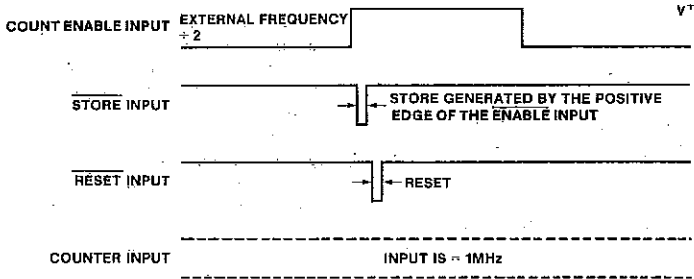 V+
COUNT ENABLE INPUT
EXTERNAL FREQUENCY
÷ 2
STORE INPUT
STORE GENERATED BY THE POSITIVE
EDGE OF THE ENABLE INPUT
RESET INPUT
RESET
COUNTER INPUT
INPUT IS ≈ 1MHz